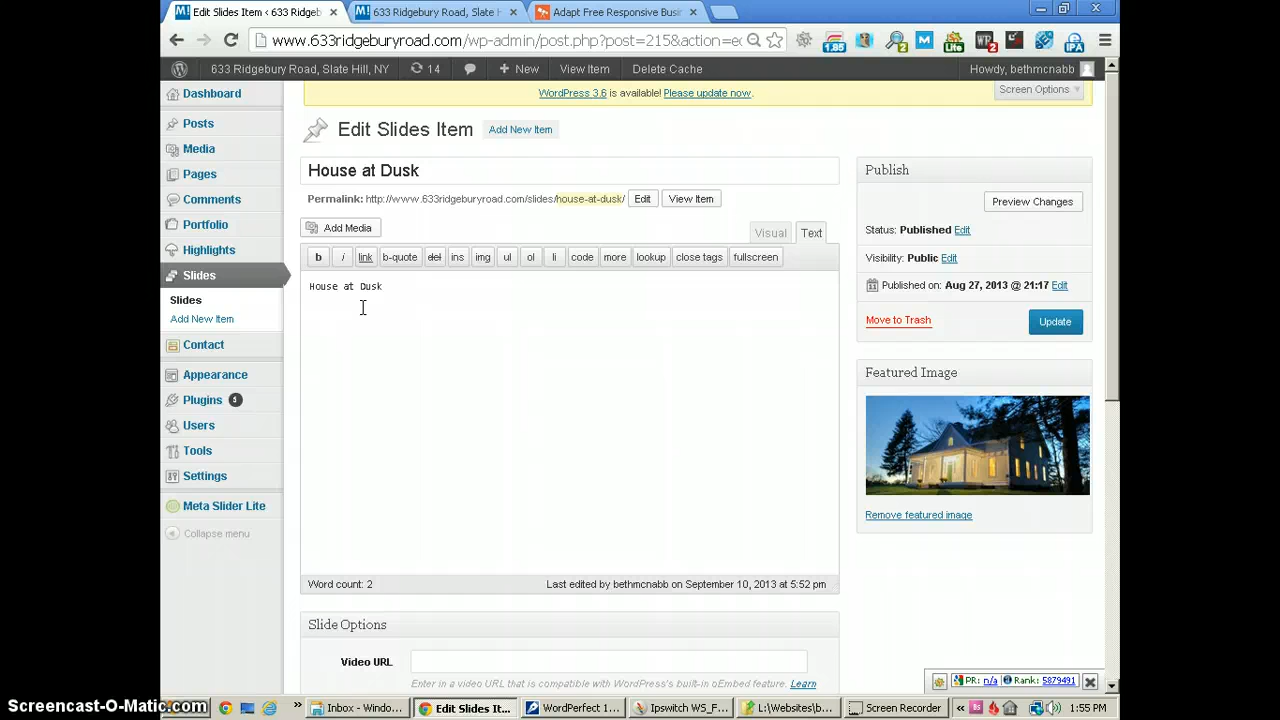 Edit Slides Item < 633 Ridgeb
633 Ridgebury Road, Slate H
Adapt Free Responsive Busi
www.633ridgeburyroad.com/wp-admin/post.php?post=215&action=e
1.85
Lite
WR
2
IPA
633 Ridgebury Road, Slate Hill, NY
14
New
View Item
Delete Cache
Howdy, bethmcnabb
Dashboard
Posts
Media
Pages
Comments
Portfolio
Highlights
Slides
Slides
Add New Item
Contact
Appearance
Plugins 5
Users
Tools
Settings
Meta Slider Lite
Collapse menu
WordPress 3.6 is available! Please update now.
Screen Options
Edit Slides Item
Add New Item
House at Dusk
Permalink: http://www.633ridgeburyroad.com/slides/house-at-dusk/
Edit
View Item
Add Media
Visual
Text
b
i
link
b-quote
del
ins
img
ul
ol
li
code
more
lookup
close tags
fullscreen
House at Dusk
Word count: 2
Last edited by bethmcnabb on September 10, 2013 at 5:52 pm
Slide Options
Video URL
Enter in a video URL that is compatible with WordPress's built-in oEmbed feature. Learn
Publish
Preview Changes
Status: Published Edit
Visibility: Public Edit
Published on: Aug 27, 2013 @ 21:17 Edit
Move to Trash
Update
Featured Image
Remove featured image
PR: n/a
Rank: 5879491
Screencast-O-Matic.com
Inbox - Windo...
Edit Slides It...
WordPerfect 1...
Ipswitch WS_F...
L:\Websites\b...
Screen Recorder
1:55 PM